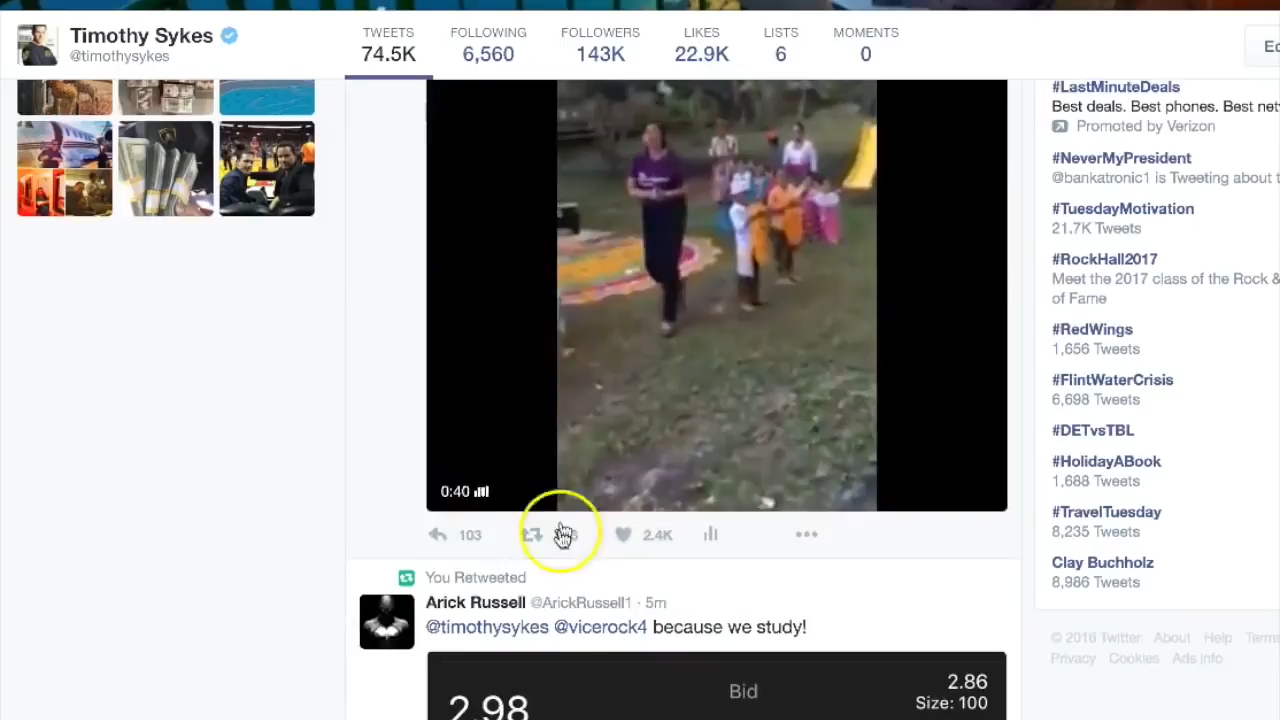 Timothy Sykes
@timothysykes
TWEETS
74.5K
FOLLOWING
6,560
FOLLOWERS
143K
LIKES
22.9K
LISTS
6
MOMENTS
0
0:40
103
2.4K
You Retweeted
Arick Russell @ArickRussell1 · 5m
@timothysykes @vicerock4 because we study!
2.98
Bid
2.86
Size: 100
#LastMinuteDeals
Best deals. Best phones. Best
Promoted by Verizon
#NeverMyPresident
@bankatronic1 is Tweeting about
#TuesdayMotivation
21.7K Tweets
#RockHall2017
Meet the 2017 class of the Rock &
of Fame
#RedWings
1,656 Tweets
#FlintWaterCrisis
6,698 Tweets
#DETvsTBL
#HolidayABook
1,688 Tweets
#TravelTuesday
8,235 Tweets
Clay Buchholz
8,986 Tweets
© 2016 Twitter About Help Terms
Privacy Cookies Ads info